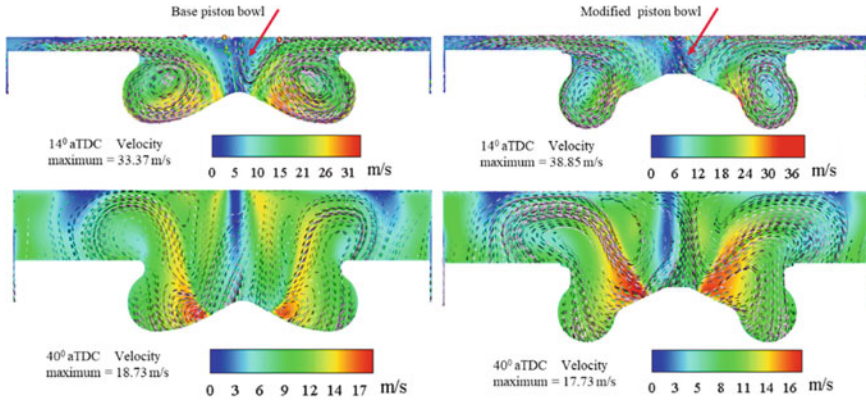 Base piston bowl
Modified piston bowl
14⁰ aTDC Velocity
maximum = 33.37 m/s
0 5 10 15 21 26 31 m/s
14⁰ aTDC Velocity
maximum = 38.85 m/s
0 6 12 18 24 30 36 m/s
40⁰ aTDC Velocity
maximum = 18.73 m/s
0 3 6 9 12 14 17 m/s
40⁰ aTDC Velocity
maximum = 17.73 m/s
0 3 5 8 11 14 16 m/s